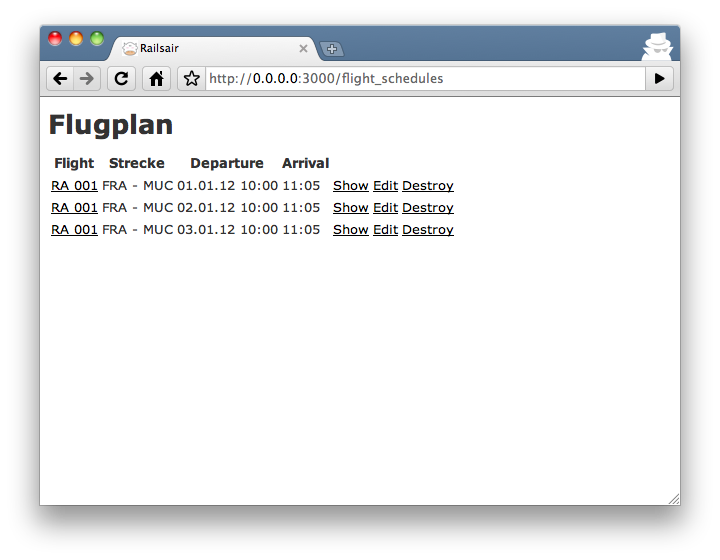 Railsair
http://0.0.0.0:3000/flight_schedules
Flugplan
Flight Strecke Departure Arrival
RA 001 FRA - MUC 01.01.12 10:00 11:05 Show Edit Destroy
RA 001 FRA - MUC 02.01.12 10:00 11:05 Show Edit Destroy
RA 001 FRA - MUC 03.01.12 10:00 11:05 Show Edit Destroy